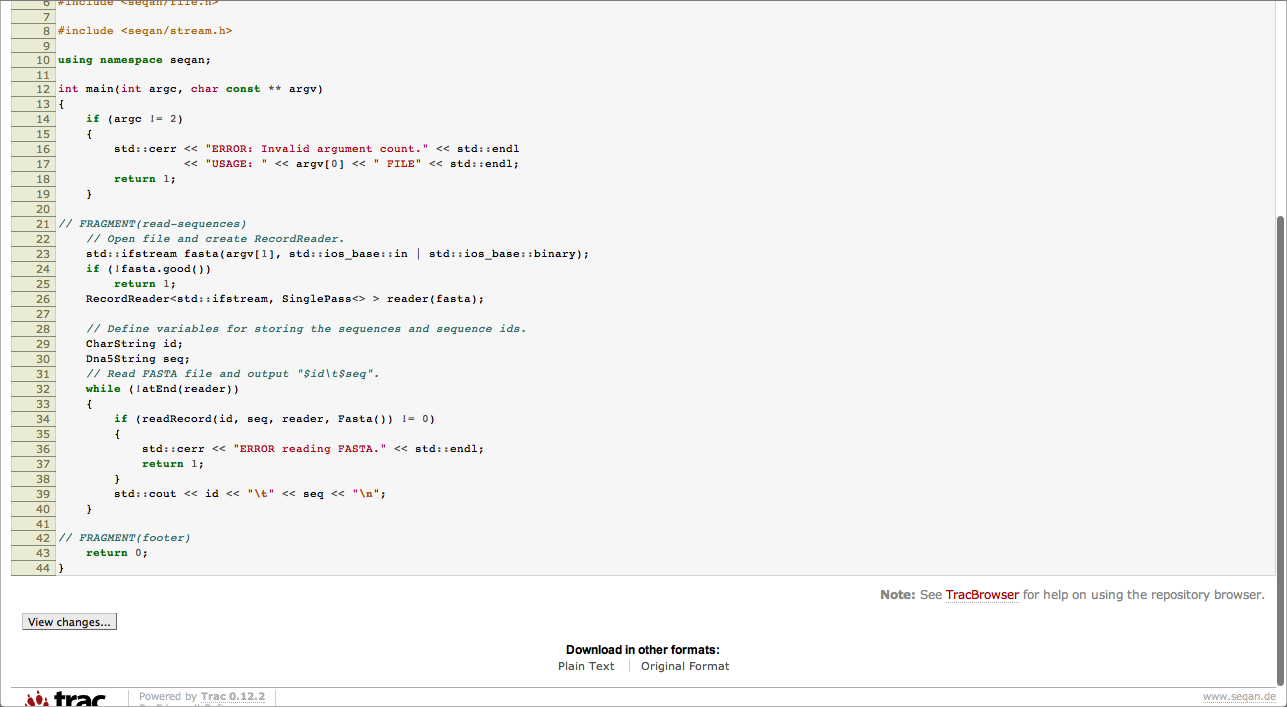 6 #include <seqan/file.h>
7
8 #include <seqan/stream.h>
9
10 using namespace seqan;
11
12 int main(int argc, char const ** argv)
13 {
14     if (argc != 2)
15     {
16         std::cerr << "ERROR: Invalid argument count." << std::endl
17                   << "USAGE: " << argv[0] << " FILE" << std::endl;
18         return 1;
19     }
20
21 // FRAGMENT(read-sequences)
22     // Open file and create RecordReader.
23     std::ifstream fasta(argv[1], std::ios_base::in | std::ios_base::binary);
24     if (!fasta.good())
25         return 1;
26     RecordReader<std::ifstream, SinglePass<> > reader(fasta);
27
28     // Define variables for storing the sequences and sequence ids.
29     CharString id;
30     Dna5String seq;
31     // Read FASTA file and output "$id\t$seq".
32     while (!atEnd(reader))
33     {
34         if (readRecord(id, seq, reader, Fasta()) != 0)
35         {
36             std::cerr << "ERROR reading FASTA." << std::endl;
37             return 1;
38         }
39         std::cout << id << "\t" << seq << "\n";
40     }
41
42 // FRAGMENT(footer)
43     return 0;
44 }
Note: See TracBrowser for help on using the repository browser.
View changes...
Download in other formats:
Plain Text
Original Format
trac
Powered by Trac 0.12.2
www.seqan.de